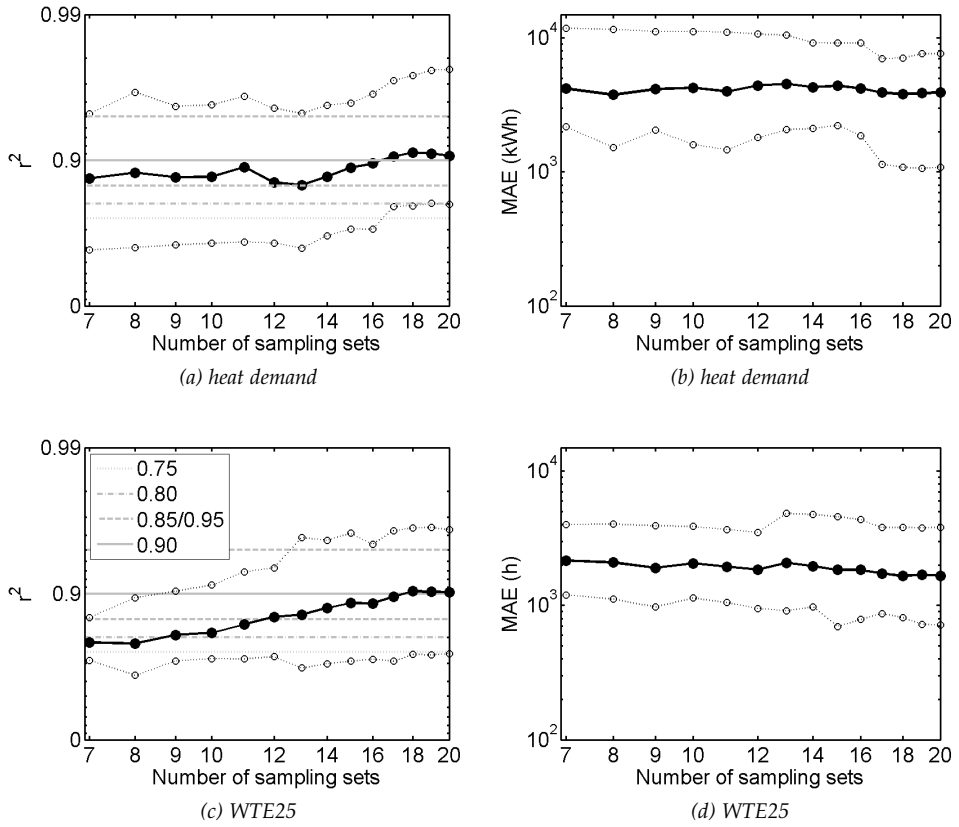 0.99
0.9
0
r²
7 8 9 10 12 14 16 18 20
Number of sampling sets
(a) heat demand
10⁴
10³
10²
MAE (kWh)
7 8 9 10 12 14 16 18 20
Number of sampling sets
(b) heat demand
0.99
0.9
0
r²
0.75
0.80
0.85/0.95
0.90
7 8 9 10 12 14 16 18 20
Number of sampling sets
(c) WTE25
10⁴
10³
10²
MAE (h)
7 8 9 10 12 14 16 18 20
Number of sampling sets
(d) WTE25